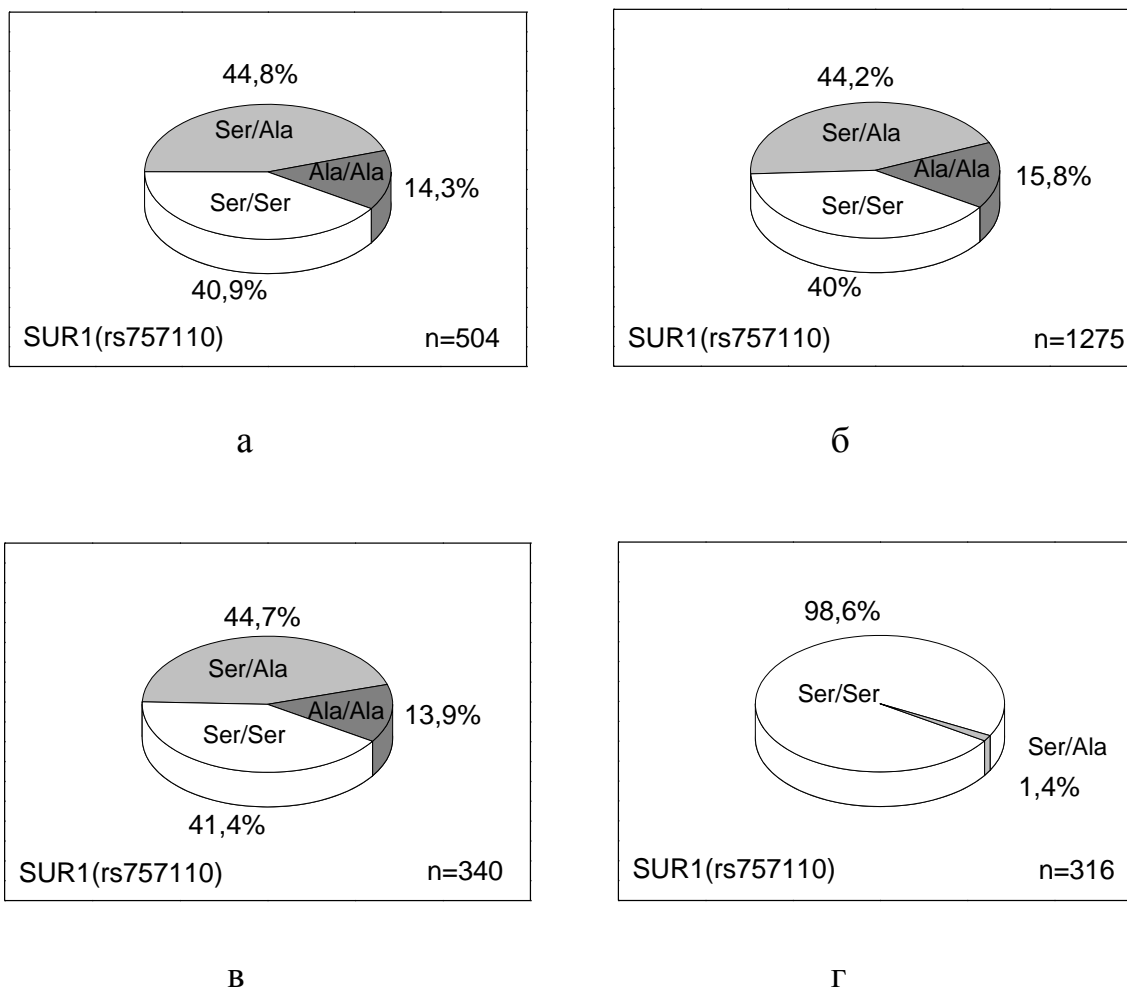 44,8%
Ser/Ala
Ala/Ala
14,3%
Ser/Ser
40,9%
SUR1(rs757110) n=504
а
44,2%
Ser/Ala
Ala/Ala
15,8%
Ser/Ser
40%
SUR1(rs757110) n=1275
б
44,7%
Ser/Ala
Ala/Ala
13,9%
Ser/Ser
41,4%
SUR1(rs757110) n=340
в
98,6%
Ser/Ser
Ser/Ala
1,4%
SUR1(rs757110) n=316
г